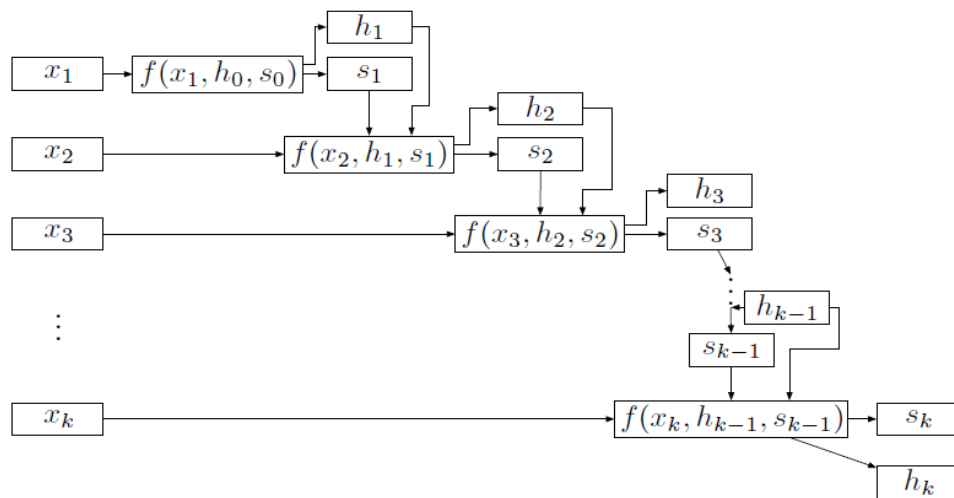 h_1
x_1 f(x_1, h_0, s_0) s_1
h_2
x_2 f(x_2, h_1, s_1) s_2
h_3
x_3 f(x_3, h_2, s_2) s_3
⋮
h_{k−1}
⋮
s_{k−1}
x_k f(x_k, h_{k−1}, s_{k−1}) s_k
h_k